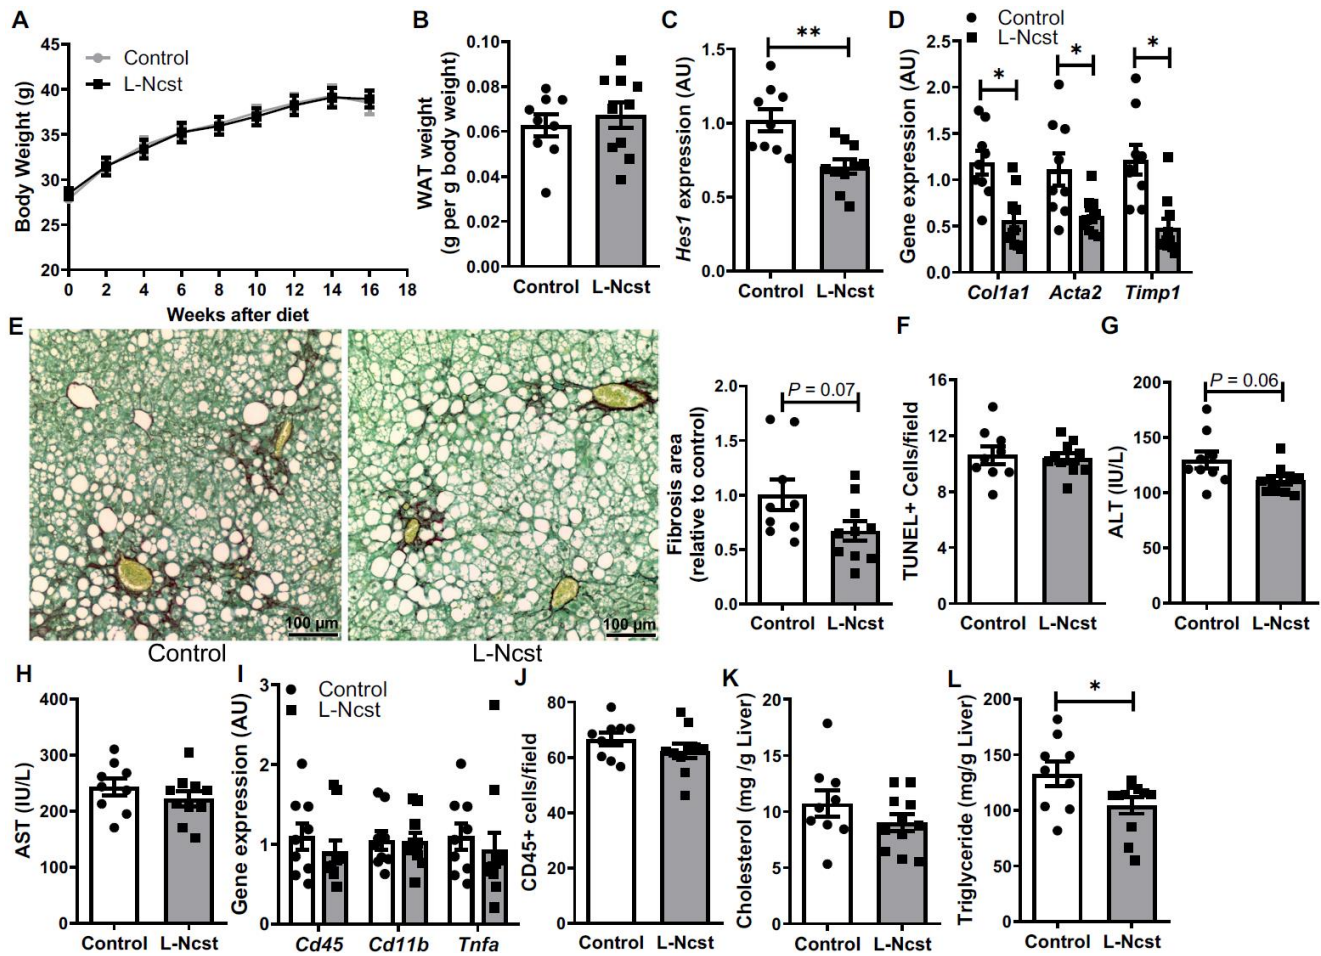 A
Body Weight (g)
45
40
35
30
25
20
Control
L-Ncst
0 2 4 6 8 10 12 14 16 18
Weeks after diet
B
WAT weight
(g per g body weight)
0.10
0.08
0.06
0.04
0.02
0.00
Control L-Ncst
C
Hes1 expression (AU)
1.5
1.0
0.5
0.0
**
Control L-Ncst
D
Control
L-Ncst
Gene expression (AU)
2.5
2.0
1.5
1.0
0.5
0.0
* * *
Col1a1 Acta2 Timp1
E
100 µm
100 µm
Control L-Ncst
Fibrosis area
(relative to control)
2.0
1.5
1.0
0.5
0.0
P = 0.07
Control L-Ncst
F
TUNEL+ Cells/field
16
12
8
4
0
Control L-Ncst
G
ALT (IU/L)
200
150
100
50
0
P = 0.06
Control L-Ncst
H
AST (IU/L)
400
300
200
100
0
Control L-Ncst
I
Control
L-Ncst
Gene expression (AU)
3
2
1
0
Cd45 Cd11b Tnfa
J
CD45+ cells/field
80
60
40
20
0
Control L-Ncst
K
Cholesterol (mg /g Liver)
20
15
10
5
0
Control L-Ncst
L
Triglyceride (mg/g Liver)
200
150
100
50
0
*
Control L-Ncst